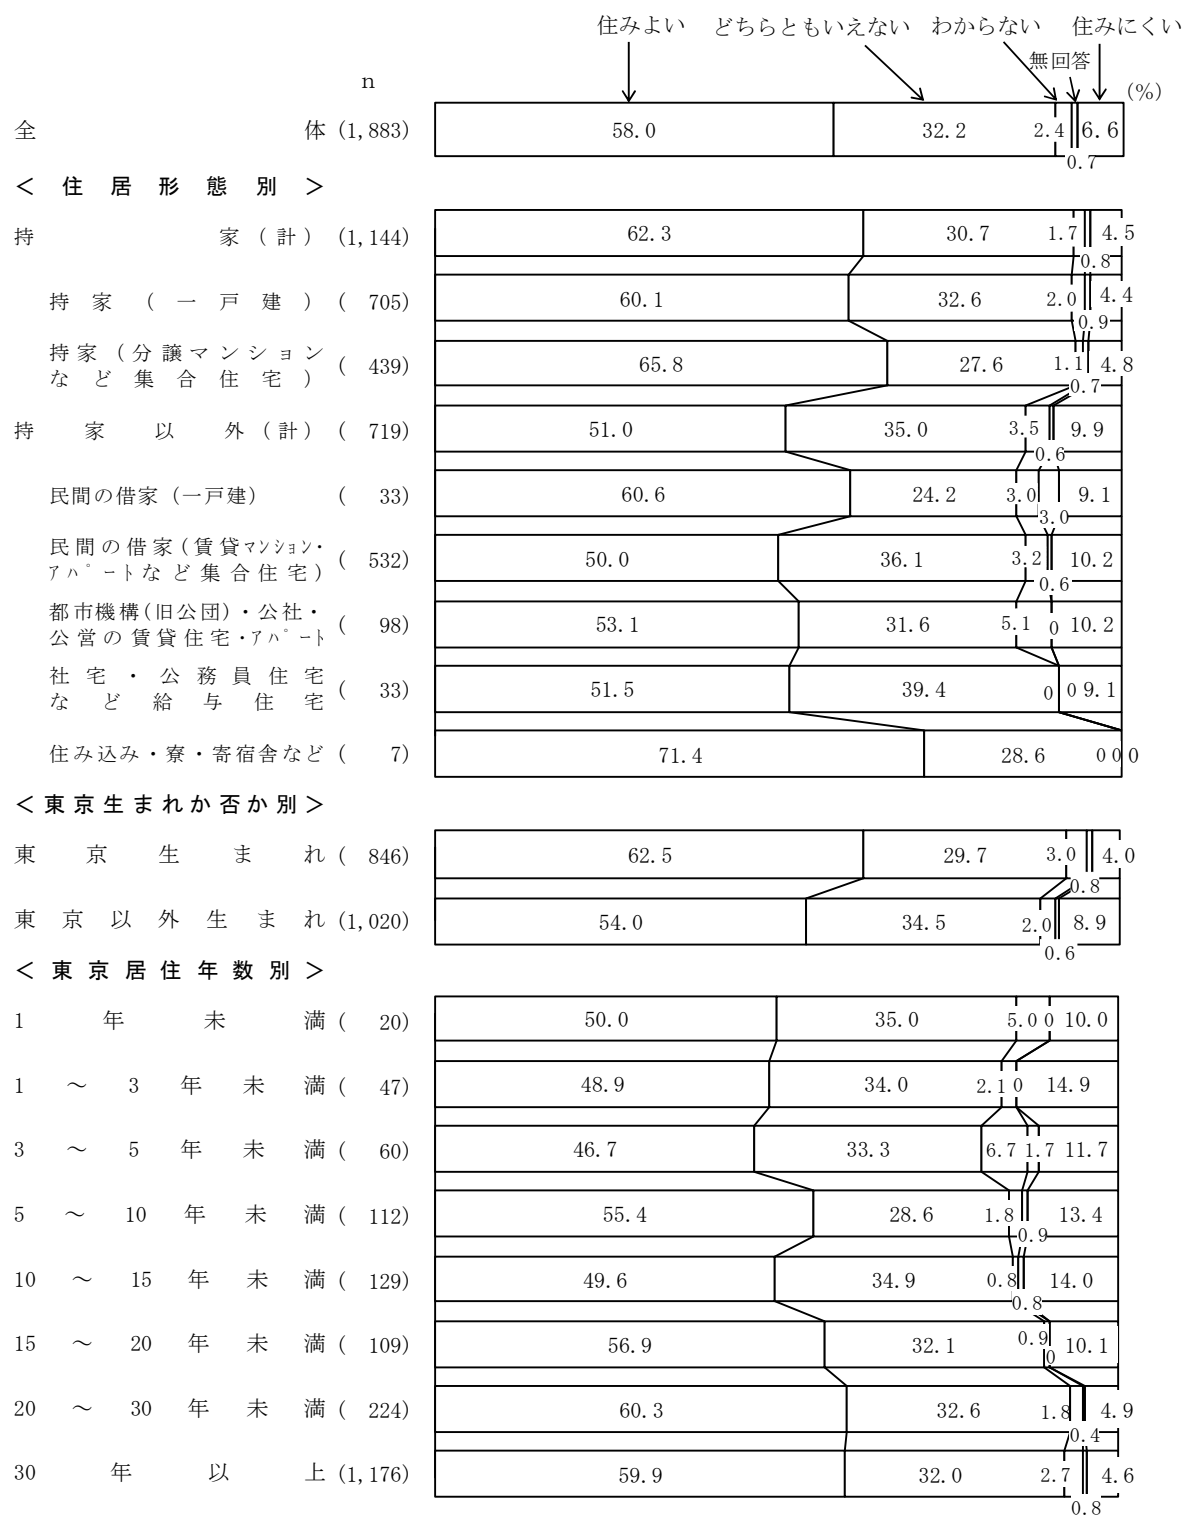 住みよい どちらともいえない わからない 住みにくい
無回答
n
(%)
全体 (1,883) 58.0 32.2 2.4 6.6
0.7
＜住居形態別＞
持家(計) (1,144) 62.3 30.7 1.7 4.5
0.8
持家(一戸建) ( 705) 60.1 32.6 2.0 4.4
0.9
持家(分譲マンション
など集合住宅) ( 439) 65.8 27.6 1.1 4.8
0.7
持家以外(計) ( 719) 51.0 35.0 3.5 9.9
0.6
民間の借家(一戸建) ( 33) 60.6 24.2 3.0 9.1
3.0
民間の借家(賃貸ﾏﾝｼｮﾝ・
ｱﾊﾟｰﾄなど集合住宅) ( 532) 50.0 36.1 3.2 10.2
0.6
都市機構(旧公団)・公社・
公営の賃貸住宅・ｱﾊﾟｰﾄ ( 98) 53.1 31.6 5.1 0 10.2
社宅・公務員住宅
など給与住宅 ( 33) 51.5 39.4 0 0 9.1
住み込み・寮・寄宿舎など ( 7) 71.4 28.6 0 0 0
＜東京生まれか否か別＞
東京生まれ ( 846) 62.5 29.7 3.0 4.0
0.8
東京以外生まれ (1,020) 54.0 34.5 2.0 8.9
0.6
＜東京居住年数別＞
1年未満 ( 20) 50.0 35.0 5.0 0 10.0
1～3年未満 ( 47) 48.9 34.0 2.1 0 14.9
3～5年未満 ( 60) 46.7 33.3 6.7 1.7 11.7
5～10年未満 ( 112) 55.4 28.6 1.8 13.4
0.9
10～15年未満 ( 129) 49.6 34.9 0.8 14.0
0.8
15～20年未満 ( 109) 56.9 32.1 0.9 0 10.1
20～30年未満 ( 224) 60.3 32.6 1.8 4.9
0.4
30年以上 (1,176) 59.9 32.0 2.7 4.6
0.8